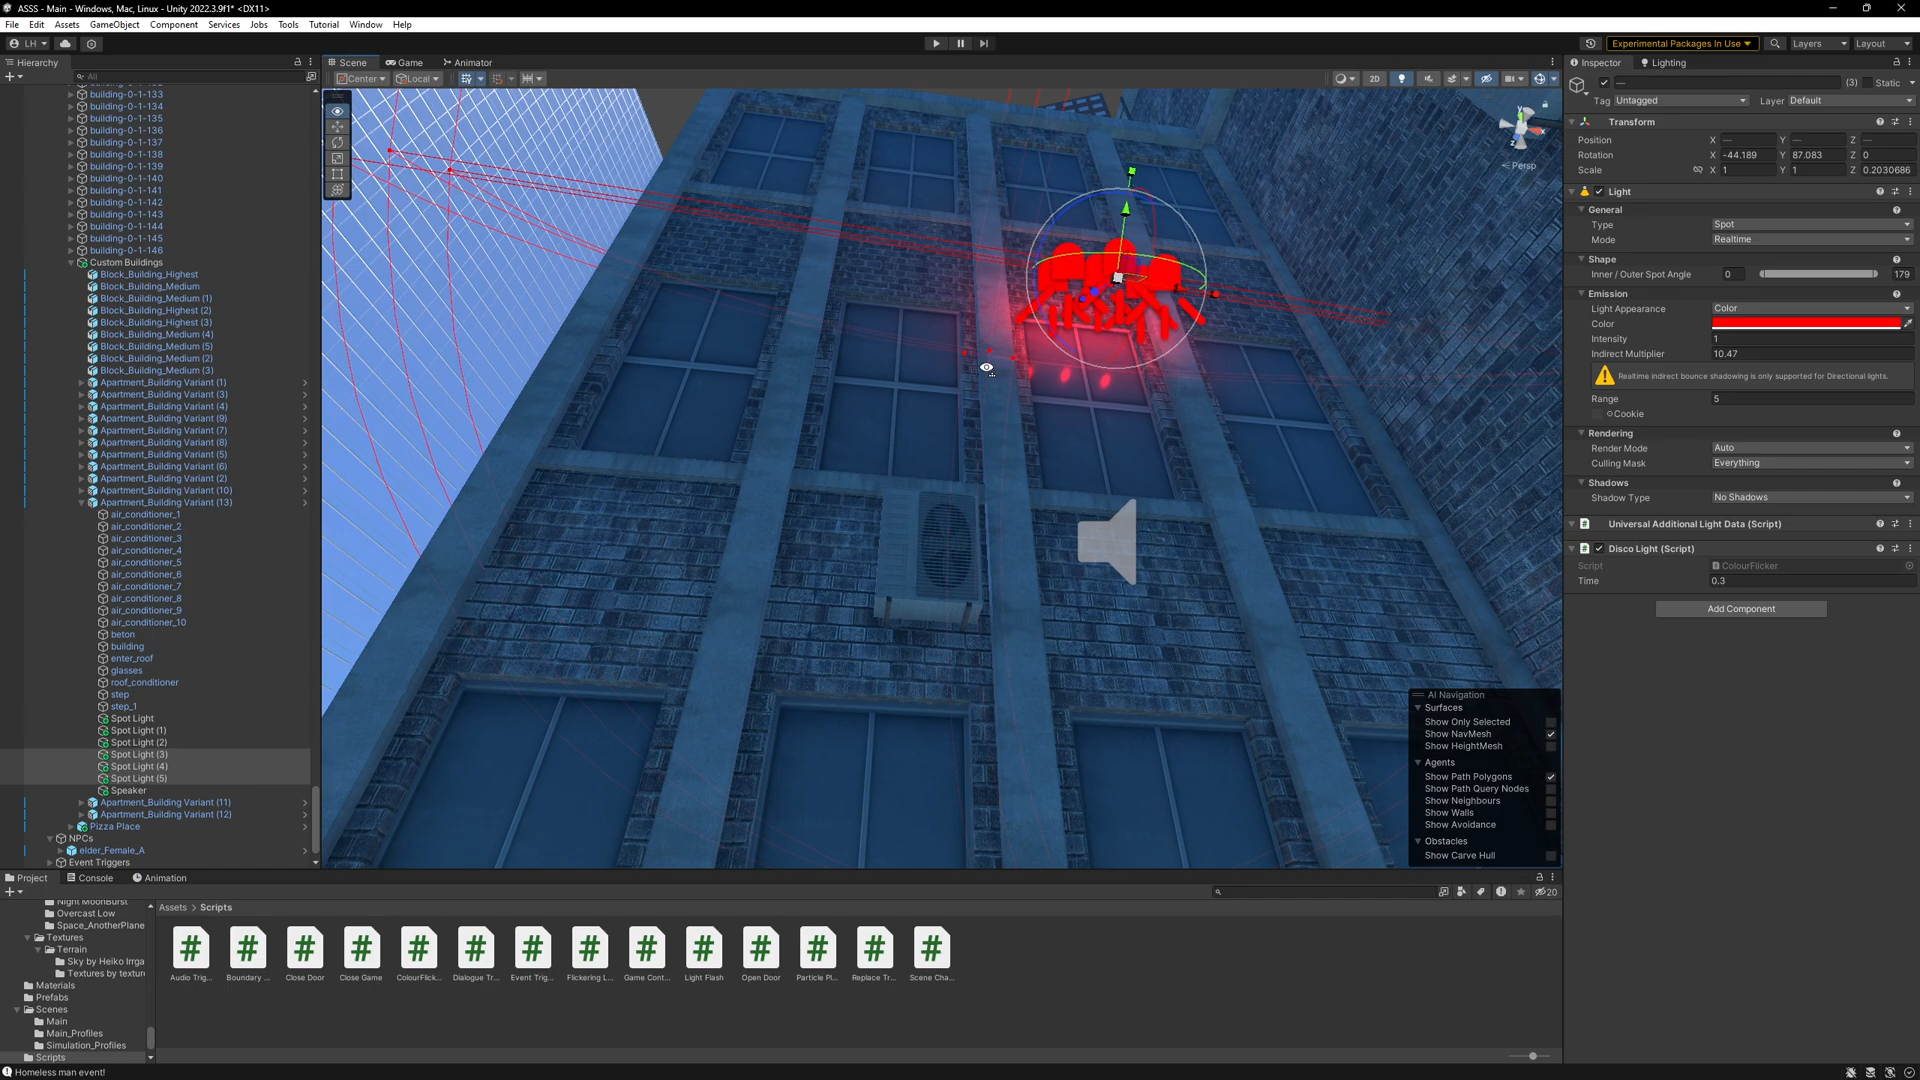 ASSS - Main - Windows, Mac, Linux - Unity 2022.3.9f1* <DX11>
File Edit Assets GameObject Component Services Jobs Tools Tutorial Window Help
LH Experimental Packages In Use Layers Layout
Hierarchy
All
building-0-1-133
building-0-1-134
building-0-1-135
building-0-1-136
building-0-1-137
building-0-1-138
building-0-1-139
building-0-1-140
building-0-1-141
building-0-1-142
building-0-1-143
building-0-1-144
building-0-1-145
building-0-1-146
Custom Buildings
Block_Building_Highest
Block_Building_Medium
Block_Building_Medium (1)
Block_Building_Highest (2)
Block_Building_Highest (3)
Block_Building_Medium (4)
Block_Building_Medium (5)
Block_Building_Medium (2)
Block_Building_Medium (3)
Apartment_Building Variant (1)
Apartment_Building Variant (3)
Apartment_Building Variant (4)
Apartment_Building Variant (9)
Apartment_Building Variant (7)
Apartment_Building Variant (8)
Apartment_Building Variant (5)
Apartment_Building Variant (6)
Apartment_Building Variant (2)
Apartment_Building Variant (10)
Apartment_Building Variant (13)
air_conditioner_1
air_conditioner_2
air_conditioner_3
air_conditioner_4
air_conditioner_5
air_conditioner_6
air_conditioner_7
air_conditioner_8
air_conditioner_9
air_conditioner_10
beton
building
enter_roof
glasses
roof_conditioner
step
step_1
Spot Light
Spot Light (1)
Spot Light (2)
Spot Light (3)
Spot Light (4)
Spot Light (5)
Speaker
Apartment_Building Variant (11)
Apartment_Building Variant (12)
Pizza Place
NPCs
elder_Female_A
Event Triggers
Scene Game Animator
Center Local 2D
Persp
AI Navigation
Surfaces
Show Only Selected
Show NavMesh
Show HeightMesh
Agents
Show Path Polygons
Show Path Query Nodes
Show Neighbours
Show Walls
Show Avoidance
Obstacles
Show Carve Hull
Inspector Lighting
— (3) Static
Tag Untagged Layer Default
Transform
Position X — Y — Z —
Rotation X -44.189 Y 87.083 Z 0
Scale X 1 Y 1 Z 0.2030686
Light
General
Type Spot
Mode Realtime
Shape
Inner / Outer Spot Angle 0 179
Emission
Light Appearance Color
Color
Intensity 1
Indirect Multiplier 10.47
Realtime indirect bounce shadowing is only supported for Directional lights.
Range 5
Cookie
Rendering
Render Mode Auto
Culling Mask Everything
Shadows
Shadow Type No Shadows
Universal Additional Light Data (Script)
Disco Light (Script)
Script ColourFlicker
Time 0.3
Add Component
Project Console Animation
20
Night MoonBurst
Overcast Low
Space_AnotherPlane
Textures
Terrain
Sky by Heiko Irrga
Textures by texture
Materials
Prefabs
Scenes
Main
Main_Profiles
Simulation_Profiles
Scripts
Assets > Scripts
Audio Trig... Boundary ... Close Door Close Game ColourFlick... Dialogue Tr... Event Trig... Flickering L... Game Cont... Light Flash Open Door Particle Pl... Replace Tr... Scene Cha...
Homeless man event!